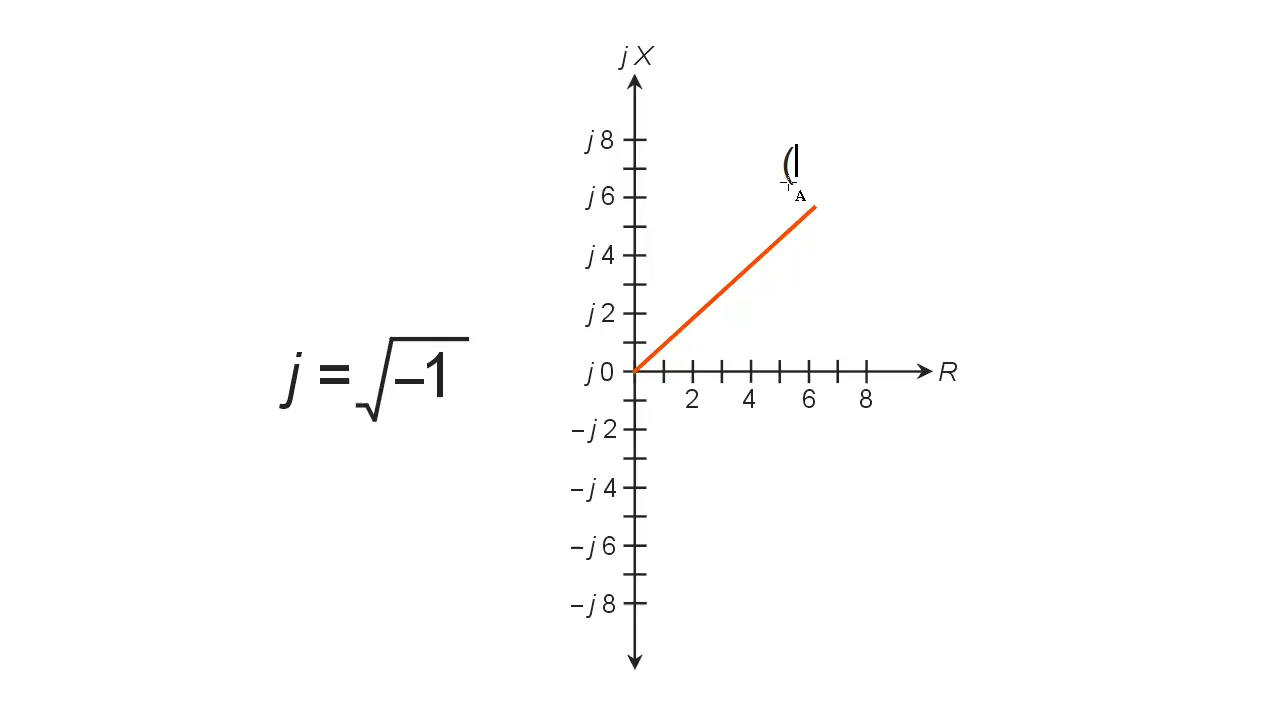 j X
j 8
(
A
j 6
j 4
j 2
j = √–1
j 0
R
2 4 6 8
– j 2
– j 4
– j 6
– j 8